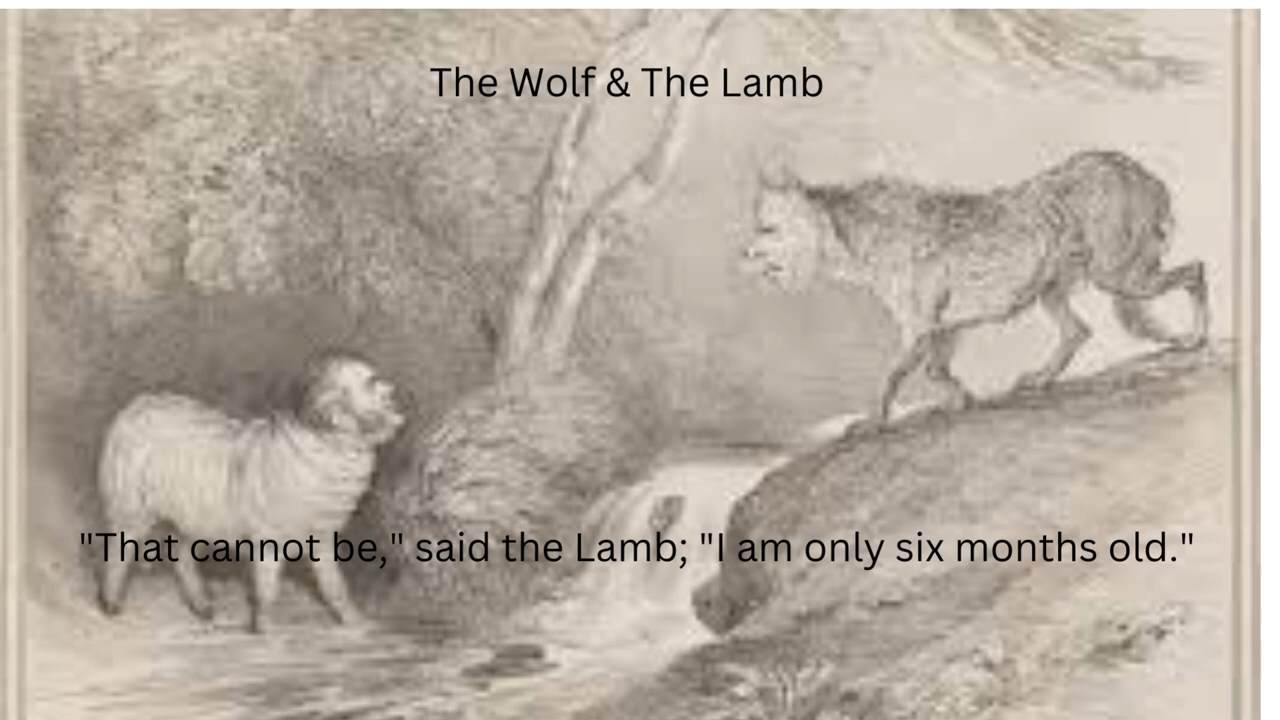 The Wolf & The Lamb
"That cannot be," said the Lamb; "I am only six months old."